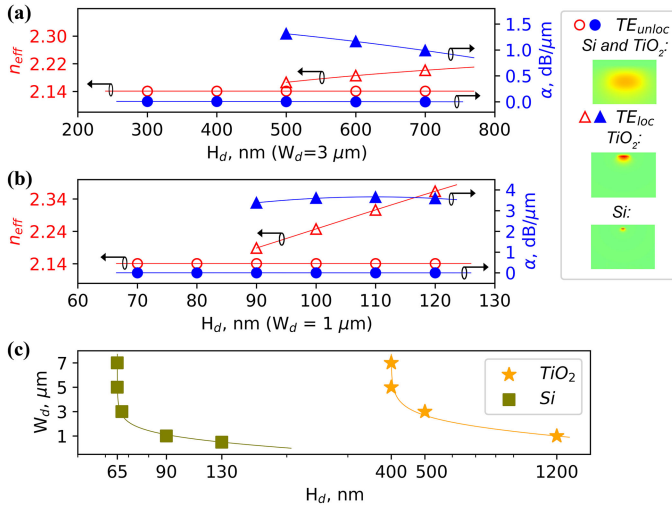 (a)
n_eff
2.30
2.22
2.14
1.5
1.0
0.5
0.0
α, dB/μm
200 300 400 500 600 700 800
H_d, nm (W_d=3 μm)
(b)
n_eff
2.34
2.24
2.14
4
3
2
1
0
α, dB/μm
60 70 80 90 100 110 120 130
H_d, nm (W_d = 1 μm)
TE_unloc
Si and TiO_2:
TE_loc
TiO_2:
Si:
(c)
W_d, μm
7
5
3
1
TiO_2
Si
65 90 130 400 500 1200
H_d, nm